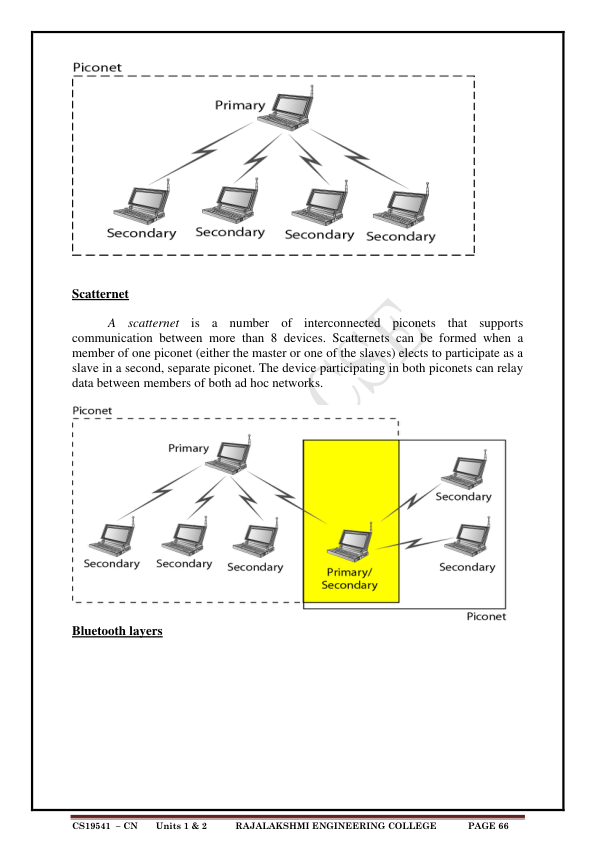 Piconet
Primary
Secondary Secondary Secondary Secondary
Scatternet
A scatternet is a number of interconnected piconets that supports
communication between more than 8 devices. Scatternets can be formed when a
member of one piconet (either the master or one of the slaves) elects to participate as a
slave in a second, separate piconet. The device participating in both piconets can relay
data between members of both ad hoc networks.
CSE
Piconet
Primary
Secondary
Secondary Secondary Secondary
Primary/
Secondary
Secondary
Piconet
Bluetooth layers
CS19541 – CN Units 1 & 2 RAJALAKSHMI ENGINEERING COLLEGE PAGE 66